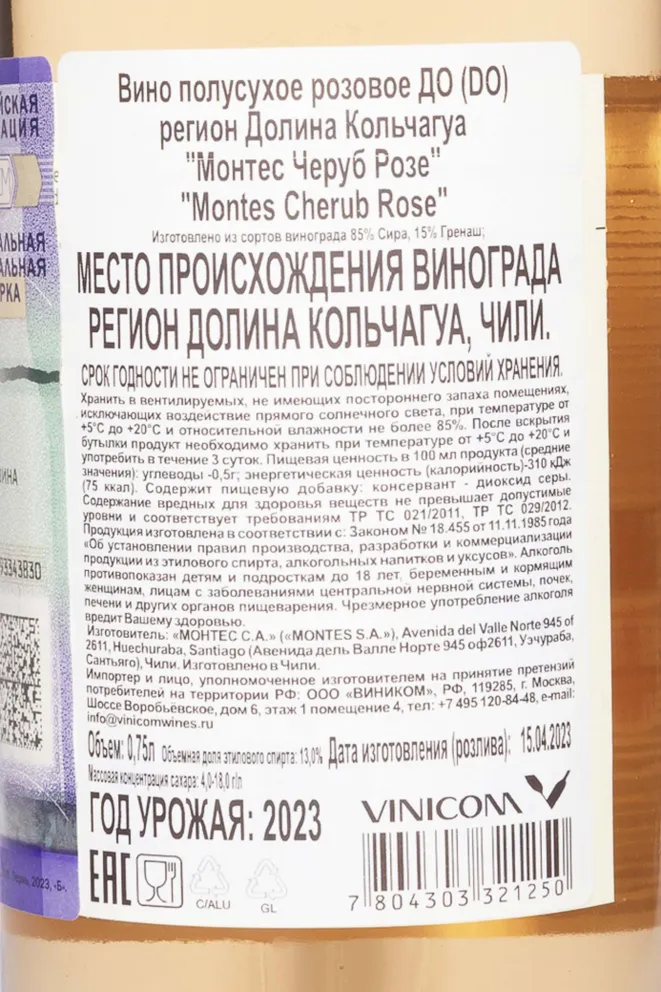 ЙСКАЯ
АЦИЯ
АЛЬНАЯ
АЛЬНАЯ
РКА
93343830
Вино полусухое розовое ДО (DO)
регион Долина Кольчагуа
"Монтес Черуб Розе"
"Montes Cherub Rose"
Изготовлено из сортов винограда 85% Сира, 15% Гренаш;
МЕСТО ПРОИСХОЖДЕНИЯ ВИНОГРАДА
РЕГИОН ДОЛИНА КОЛЬЧАГУА, ЧИЛИ.
СРОК ГОДНОСТИ НЕ ОГРАНИЧЕН ПРИ СОБЛЮДЕНИИ УСЛОВИЙ ХРАНЕНИЯ.
Хранить в вентилируемых, не имеющих постороннего запаха помещениях,
исключающих воздействие прямого солнечного света, при температуре от
+5°С до +20°С и относительной влажности не более 85%. После вскрытия
бутылки продукт необходимо хранить при температуре от +5°С до +20°С и
употребить в течение 3 суток. Пищевая ценность в 100 мл продукта (средние
значения): углеводы -0,5г; энергетическая ценность (калорийность)-310 кДж
(75 ккал). Содержит пищевую добавку: консервант - диоксид серы.
Содержание вредных для здоровья веществ не превышает допустимые
уровни и соответствует требованиям ТР ТС 021/2011, ТР ТС 029/2012.
Продукция изготовлена в соответствии с: Законом № 18.455 от 11.11.1985 года
«Об установлении правил производства, разработки и коммерциализации
продукции из этилового спирта, алкогольных напитков и уксусов». Алкоголь
противопоказан детям и подросткам до 18 лет, беременным и кормящим
женщинам, лицам с заболеваниями центральной нервной системы, почек,
печени и других органов пищеварения. Чрезмерное употребление алкоголя
вредит Вашему здоровью.
Изготовитель: «МОНТЕС С.А.» («MONTES S.A.»), Avenida del Valle Norte 945 of
2611, Huechuraba, Santiago (Авенида дель Валле Норте 945 оф2611, Уэчураба,
Сантьяго), Чили. Изготовлено в Чили.
Импортер и лицо, уполномоченное изготовителем на принятие претензий
потребителей на территории РФ: ООО «ВИНИКОМ», РФ, 119285, г. Москва,
Шоссе Воробьёвское, дом 6, этаж 1 помещение 4, тел: +7 495 120-84-48, e-mail:
info@vinicomwines.ru
Объем: 0,75л Объемная доля этилового спирта: 13,0% Дата изготовления (розлива): 15.04.2023
Массовая концентрация сахара: 4,0-18,0 г/л
ГОД УРОЖАЯ: 2023
VINICOM
EAC
C/ALU
GL
7 804303 321250